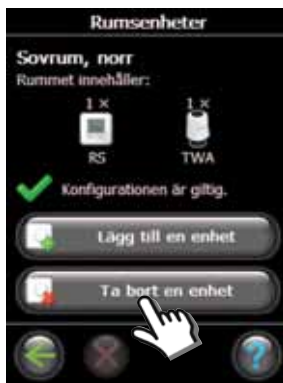 Rumsenheter
Sovrum, norr
Rummet innehåller:
1 × 1 ×
RS TWA
Konfigurationen är giltig.
Lägg till en enhet
Ta bort en enhet
?